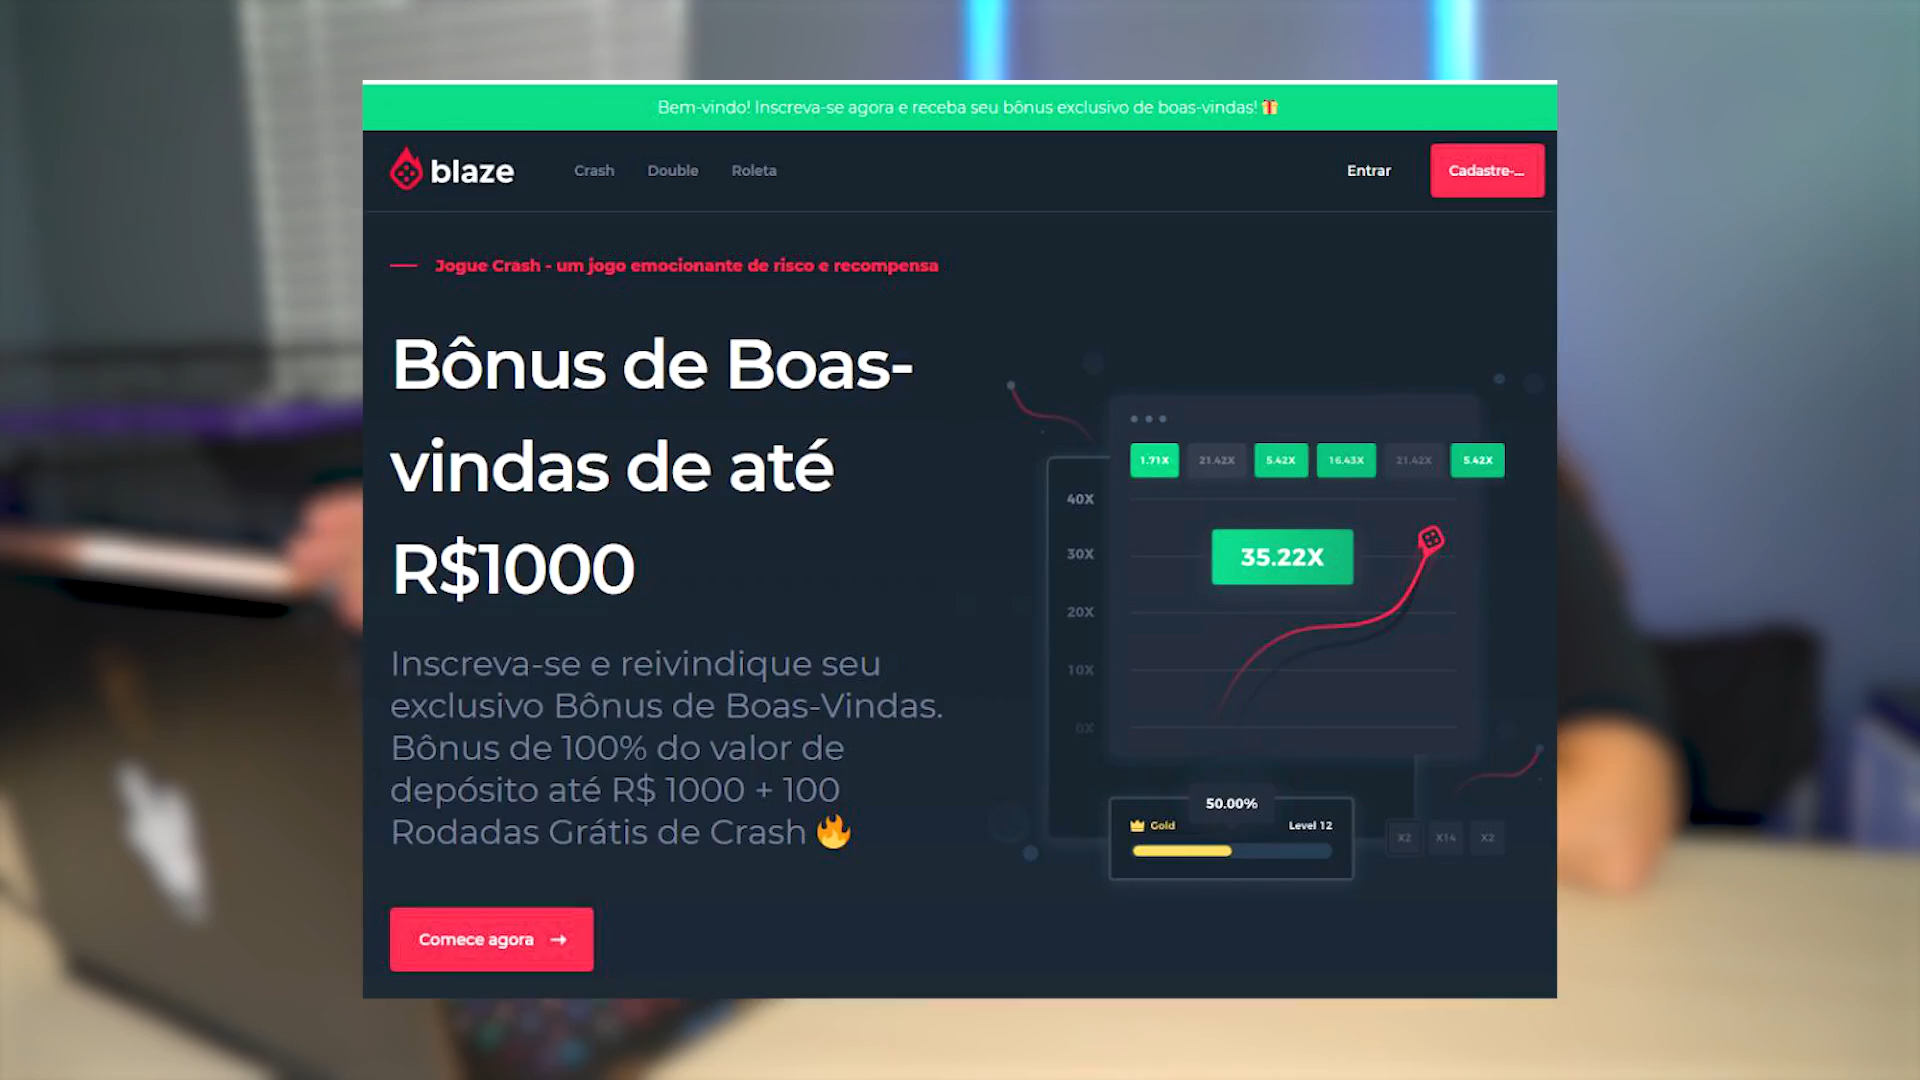 Bem-vindo! Inscreva-se agora e receba seu bônus exclusivo de boas-vindas!
blaze Crash Double Roleta Entrar Cadastre-...
Jogue Crash - um jogo emocionante de risco e recompensa
Bônus de Boas-
vindas de até
R$1000
Inscreva-se e reivindique seu
exclusivo Bônus de Boas-Vindas.
Bônus de 100% do valor de
depósito até R$ 1000 + 100
Rodadas Grátis de Crash
Comece agora
1.71X 21.42X 5.42X 16.43X 21.42X 5.42X
40X
35.22X
30X
20X
10X
0X
50.00%
Gold Level 12
X2 X14 X2